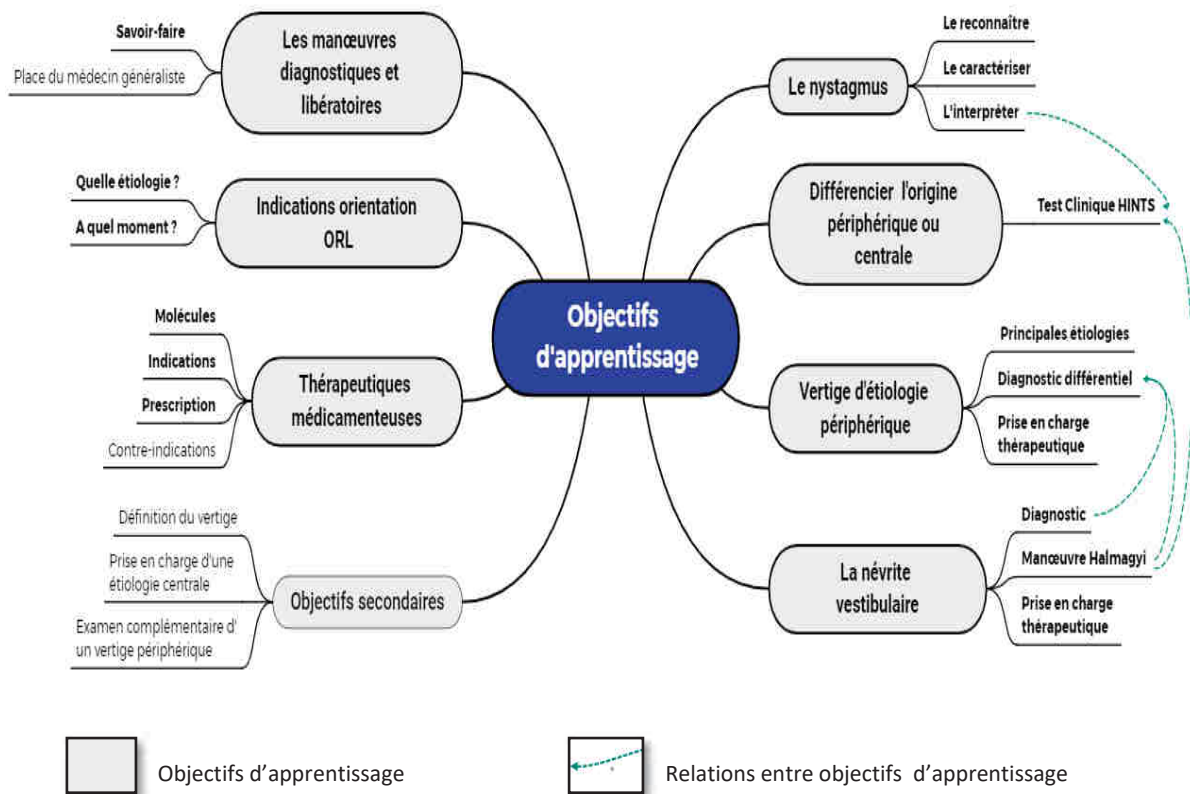 Savoir-faire
Place du médecin généraliste
Les manœuvres
diagnostiques et
libératoires
Quelle étiologie ?
A quel moment ?
Indications orientation
ORL
Molécules
Indications
Prescription
Contre-indications
Thérapeutiques
médicamenteuses
Définition du vertige
Prise en charge d'une
étiologie centrale
Examen complémentaire d'
un vertige périphérique
Objectifs secondaires
Objectifs
d'apprentissage
Le nystagmus
Le reconnaître
Le caractériser
L'interpréter
Différencier l'origine
périphérique ou
centrale
Test Clinique HINTS
Vertige d'étiologie
périphérique
Principales étiologies
Diagnostic différentiel
Prise en charge
thérapeutique
La névrite
vestibulaire
Diagnostic
Manœuvre Halmagyi
Prise en charge
thérapeutique
Objectifs d’apprentissage
Relations entre objectifs d’apprentissage